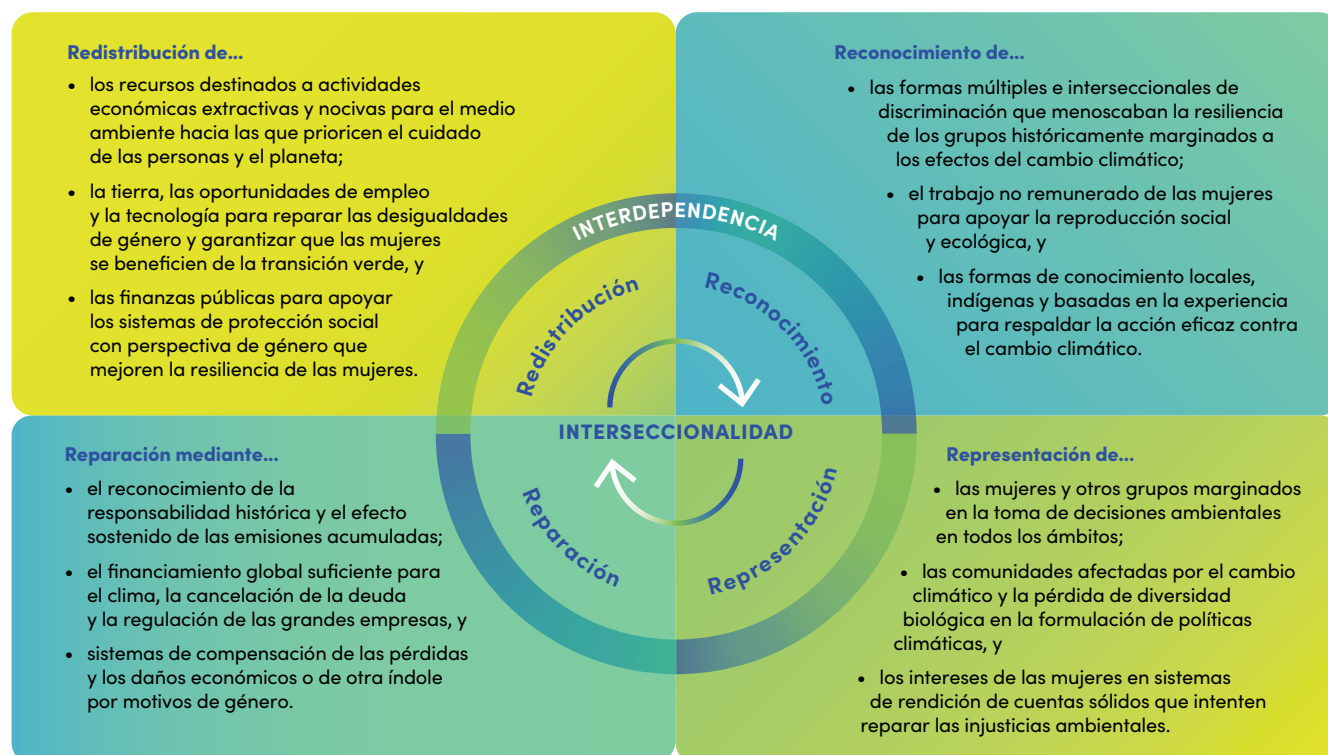 Redistribución de...
• los recursos destinados a actividades
económicas extractivas y nocivas para el medio
ambiente hacia las que prioricen el cuidado
de las personas y el planeta;
• la tierra, las oportunidades de empleo
y la tecnología para reparar las desigualdades
de género y garantizar que las mujeres
se beneficien de la transición verde, y
• las finanzas públicas para apoyar
los sistemas de protección social
con perspectiva de género que
mejoren la resiliencia de las mujeres.
Reconocimiento de...
• las formas múltiples e interseccionales de
discriminación que menoscaban la resiliencia
de los grupos históricamente marginados a
los efectos del cambio climático;
• el trabajo no remunerado de las mujeres
para apoyar la reproducción social
y ecológica, y
• las formas de conocimiento locales,
indígenas y basadas en la experiencia
para respaldar la acción eficaz contra
el cambio climático.
INTERDEPENDENCIA
Redistribución
Reconocimiento
INTERSECCIONALIDAD
Reparación
Representación
Reparación mediante...
• el reconocimiento de la
responsabilidad histórica y el efecto
sostenido de las emisiones acumuladas;
• el financiamiento global suficiente para
el clima, la cancelación de la deuda
y la regulación de las grandes empresas, y
• sistemas de compensación de las pérdidas
y los daños económicos o de otra índole
por motivos de género.
Representación de...
• las mujeres y otros grupos marginados
en la toma de decisiones ambientales
en todos los ámbitos;
• las comunidades afectadas por el cambio
climático y la pérdida de diversidad
biológica en la formulación de políticas
climáticas, y
• los intereses de las mujeres en sistemas
de rendición de cuentas sólidos que intenten
reparar las injusticias ambientales.